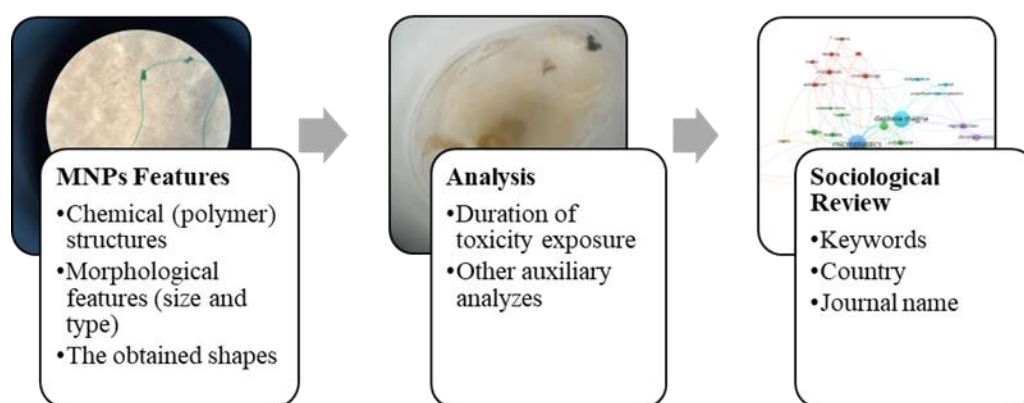 MNPs Features
•Chemical (polymer)
structures
•Morphological
features (size and
type)
•The obtained shapes
Analysis
•Duration of
toxicity exposure
•Other auxiliary
analyzes
Sociological
Review
•Keywords
•Country
•Journal name
daphnia magna
microplastics